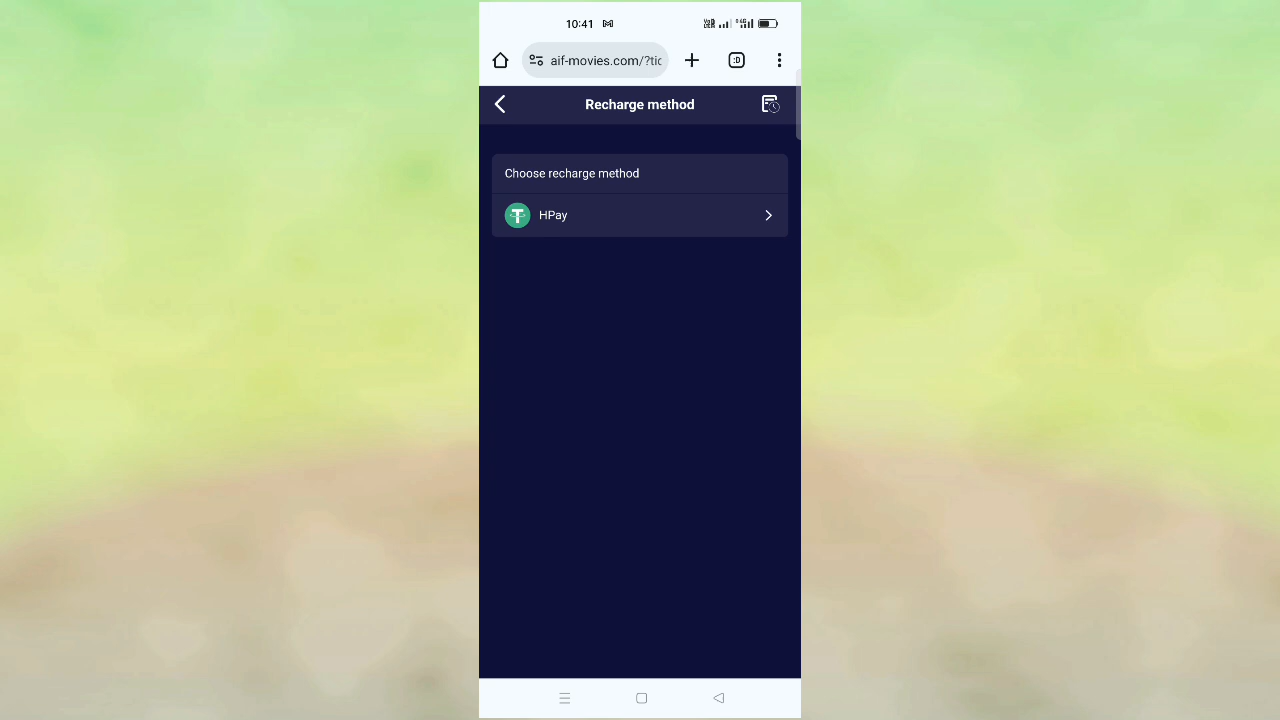 10:41
aif-movies.com/?tic
:D
Recharge method
Choose recharge method
HPay